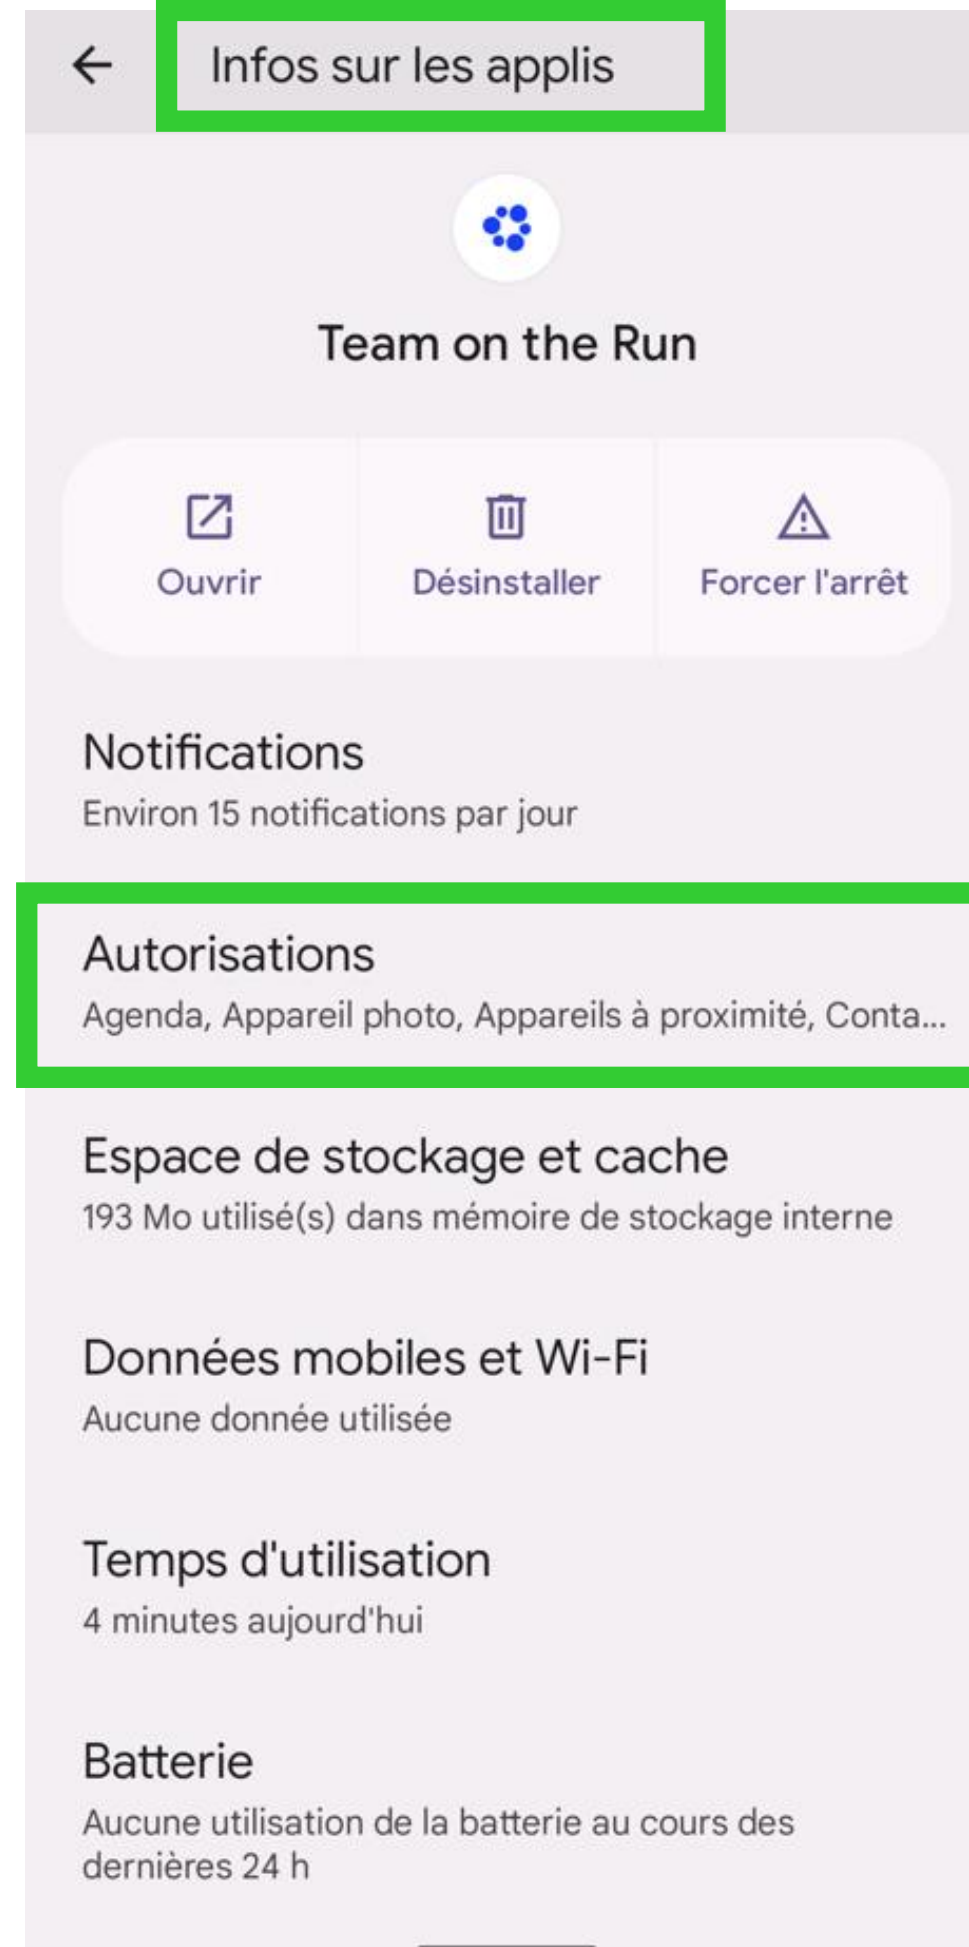 Infos sur les applis
Team on the Run
Ouvrir
Désinstaller
Forcer l'arrêt
Notifications
Environ 15 notifications par jour
Autorisations
Agenda, Appareil photo, Appareils à proximité, Conta...
Espace de stockage et cache
193 Mo utilisé(s) dans mémoire de stockage interne
Données mobiles et Wi-Fi
Aucune donnée utilisée
Temps d'utilisation
4 minutes aujourd'hui
Batterie
Aucune utilisation de la batterie au cours des
dernières 24 h